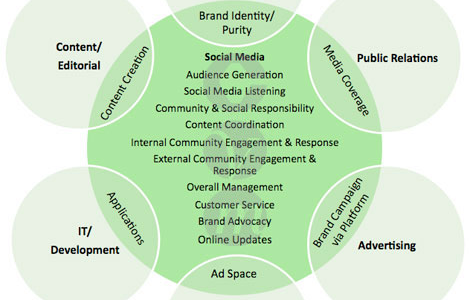 Brand Identity/
Purity
Content/
Editorial
Content Creation
Social Media
Audience Generation
Social Media Listening
Community & Social Responsibility
Content Coordination
Internal Community Engagement & Response
External Community Engagement &
Response
Overall Management
Customer Service
Brand Advocacy
Online Updates
Media Coverage
Public Relations
IT/
Development
Applications
Ad Space
Brand Campaign
via Platform
Advertising